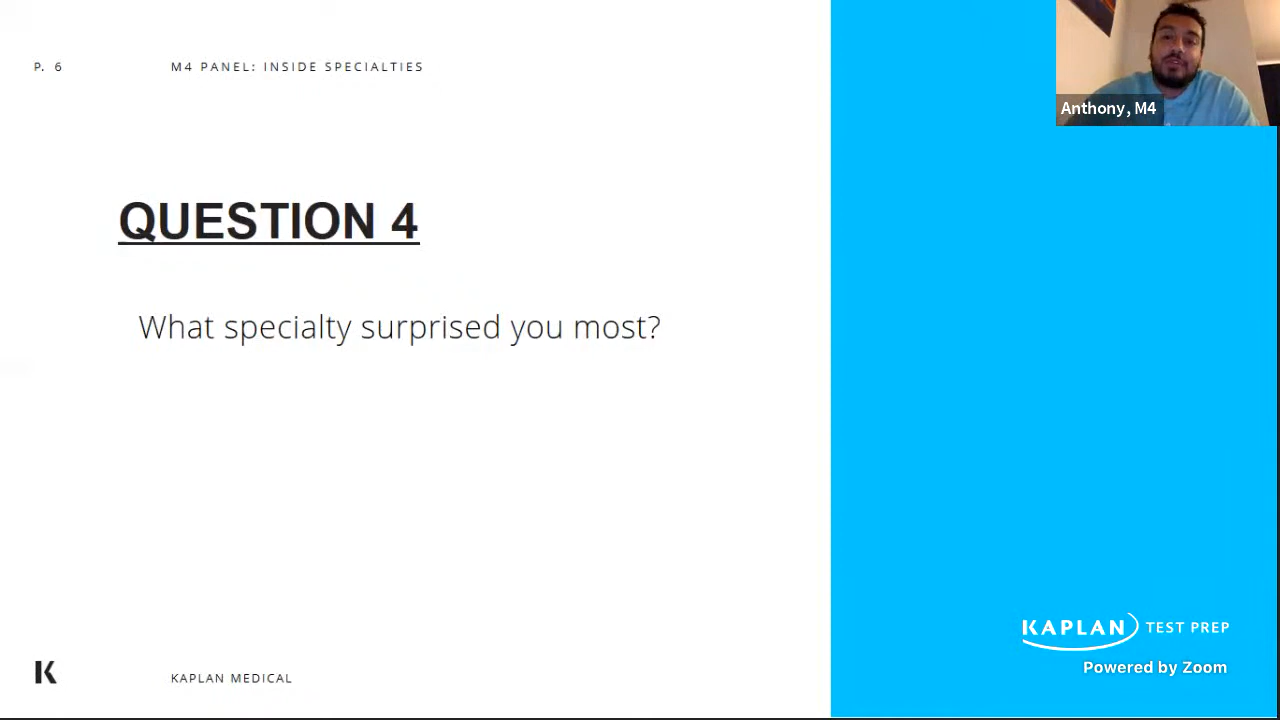 P. 6 M4 PANEL: INSIDE SPECIALTIES
Anthony, M4
QUESTION 4
What specialty surprised you most?
KAPLAN TEST PREP
Powered by Zoom
K KAPLAN MEDICAL